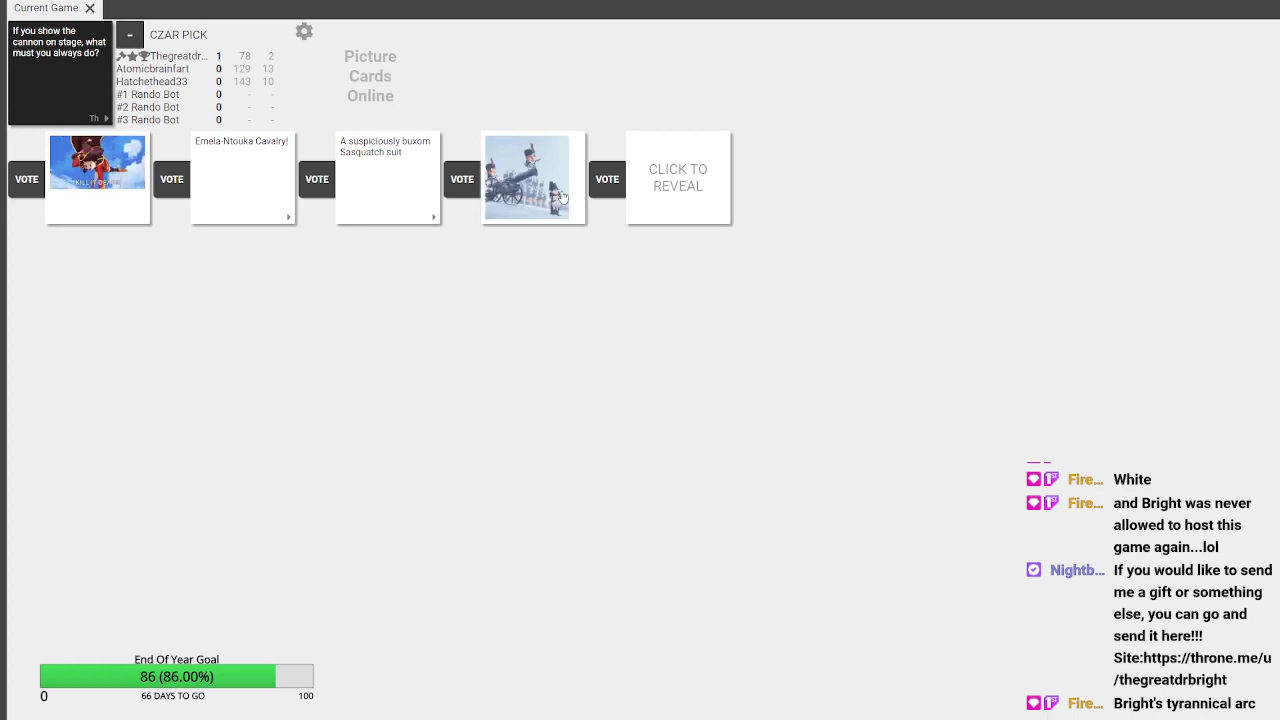 Current Game
If you show the
cannon on stage, what
must you always do?
Th
-
CZAR PICK
Thegreatdr... 1 78 2
Atomicbrainfart 0 129 13
Hatchethead33 0 143 10
#1 Rando Bot 0 - -
#2 Rando Bot 0 - -
#3 Rando Bot 0 - -
Picture
Cards
Online
VOTE
KILL IT DEAD!
VOTE
Emela-Ntouka Cavalry!
VOTE
A suspiciously buxom
Sasquatch suit
VOTE
VOTE
CLICK TO
REVEAL
Fire... White
Fire... and Bright was never
allowed to host this
game again...lol
Nightb... If you would like to send
me a gift or something
else, you can go and
send it here!!!
Site:https://throne.me/u
/thegreatdrbright
Fire... Bright's tyrannical arc
End Of Year Goal
86 (86.00%)
0 66 DAYS TO GO 100